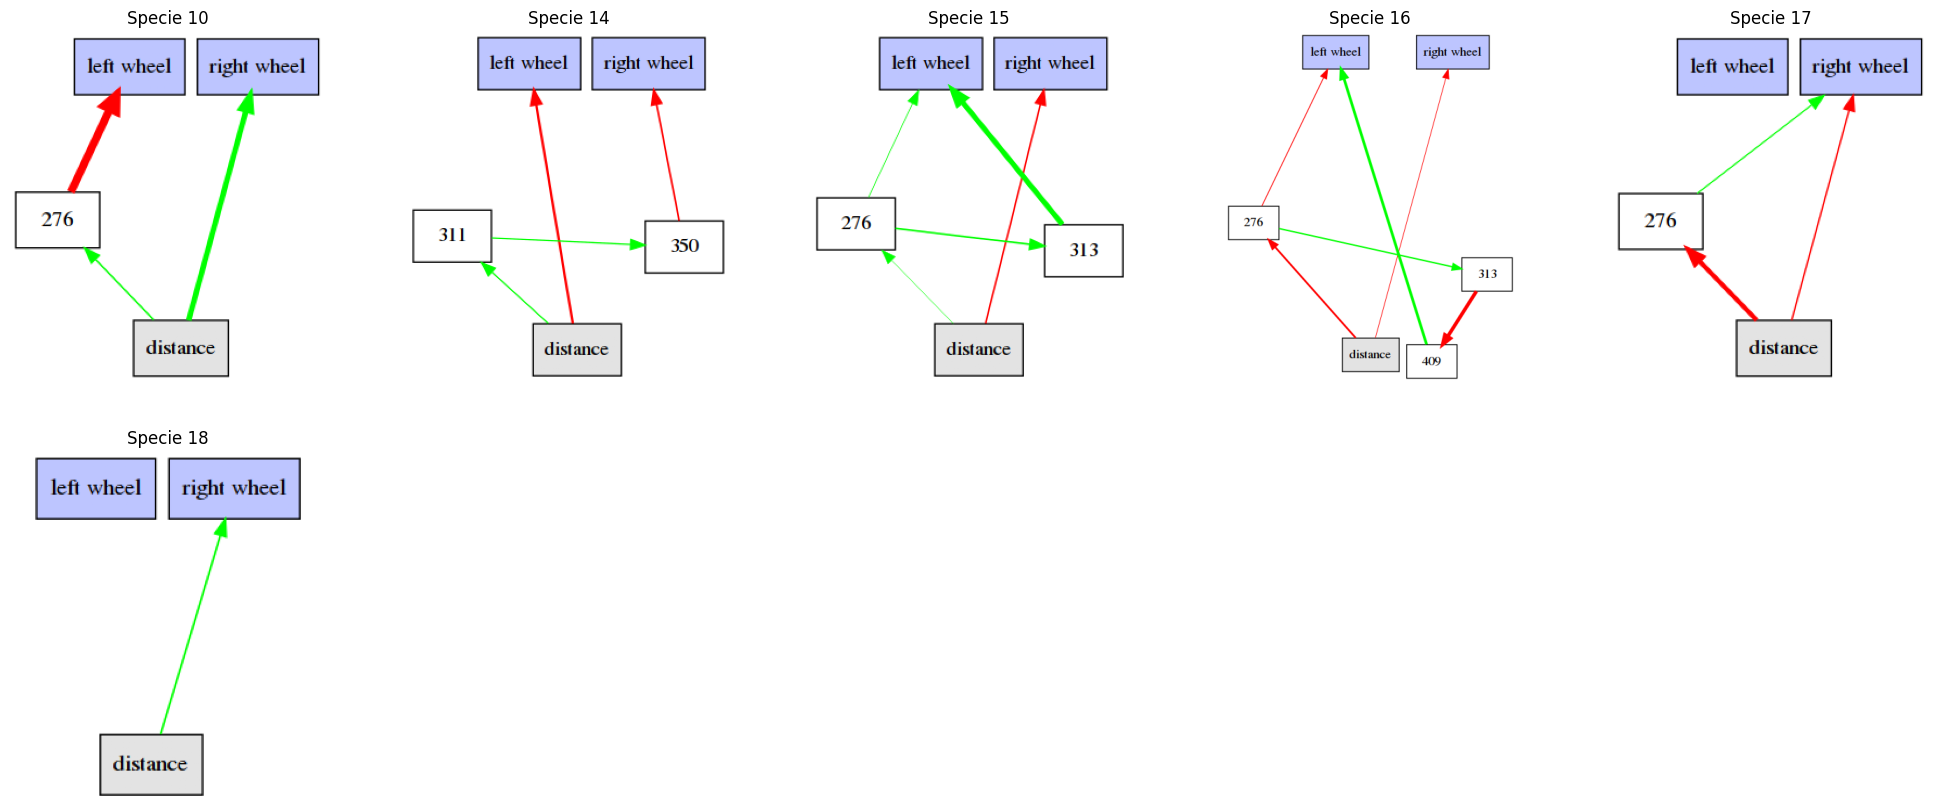 Specie 10
left wheel
right wheel
276
distance
Specie 14
left wheel
right wheel
311
350
distance
Specie 15
left wheel
right wheel
276
313
distance
Specie 16
left wheel
right wheel
276
313
distance
409
Specie 17
left wheel
right wheel
276
distance
Specie 18
left wheel
right wheel
distance